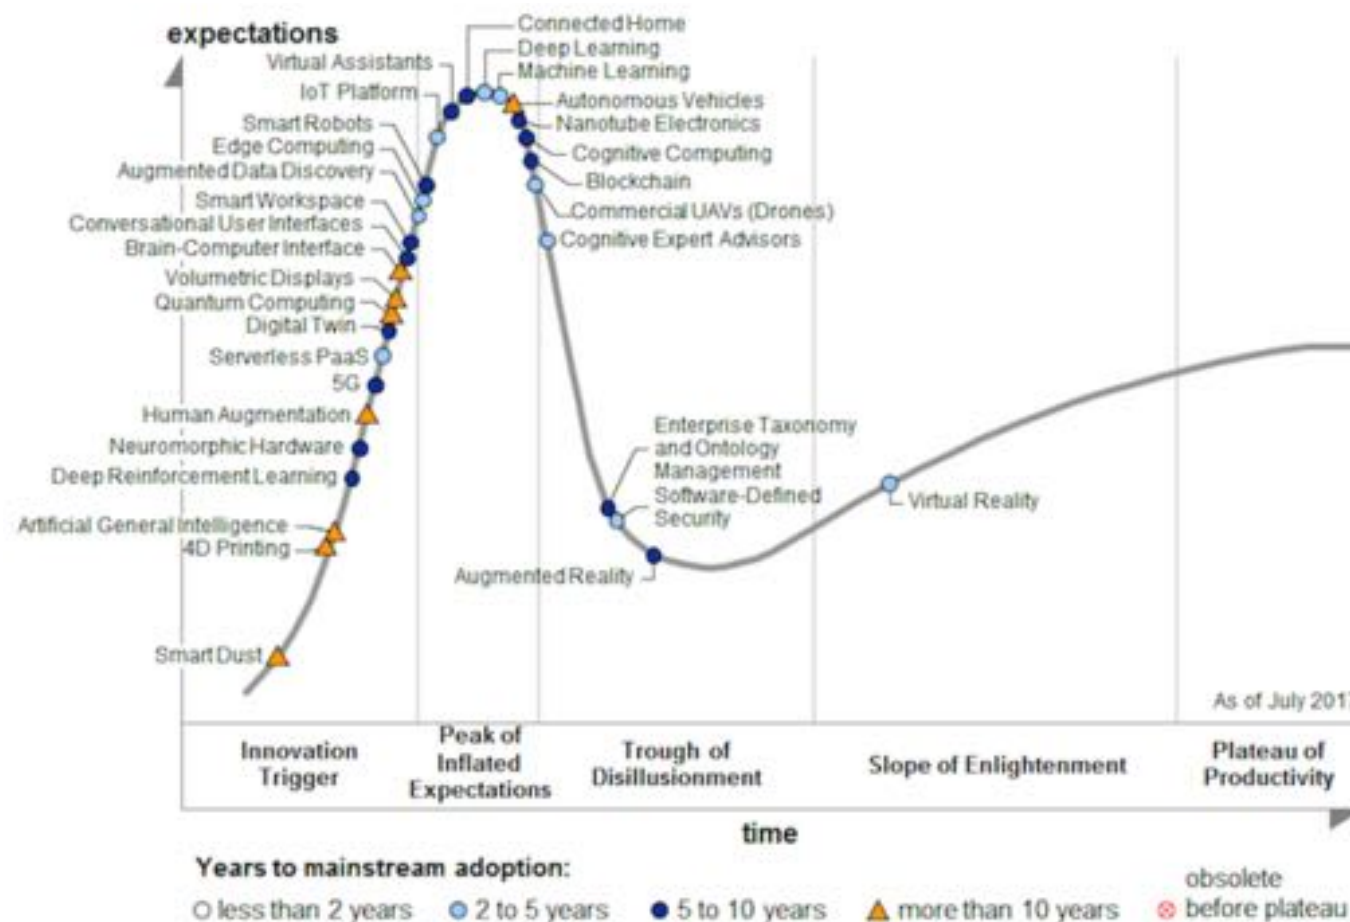 expectations
Connected Home
Deep Learning
Virtual Assistants
Machine Learning
IoT Platform
Autonomous Vehicles
Smart Robots
Nanotube Electronics
Edge Computing
Cognitive Computing
Augmented Data Discovery
Blockchain
Smart Workspace
Commercial UAVs (Drones)
Conversational User Interfaces
Cognitive Expert Advisors
Brain-Computer Interface
Volumetric Displays
Quantum Computing
Digital Twin
Serverless PaaS
5G
Human Augmentation
Neuromorphic Hardware
Deep Reinforcement Learning
Enterprise Taxonomy
and Ontology
Management
Software-Defined
Security
Virtual Reality
Artificial General Intelligence
4D Printing
Augmented Reality
Smart Dust
As of July 2017
Innovation
Trigger
Peak of
Inflated
Expectations
Trough of
Disillusionment
Slope of Enlightenment
Plateau of
Productivity
time
Years to mainstream adoption:
less than 2 years
2 to 5 years
5 to 10 years
more than 10 years
obsolete
before plateau